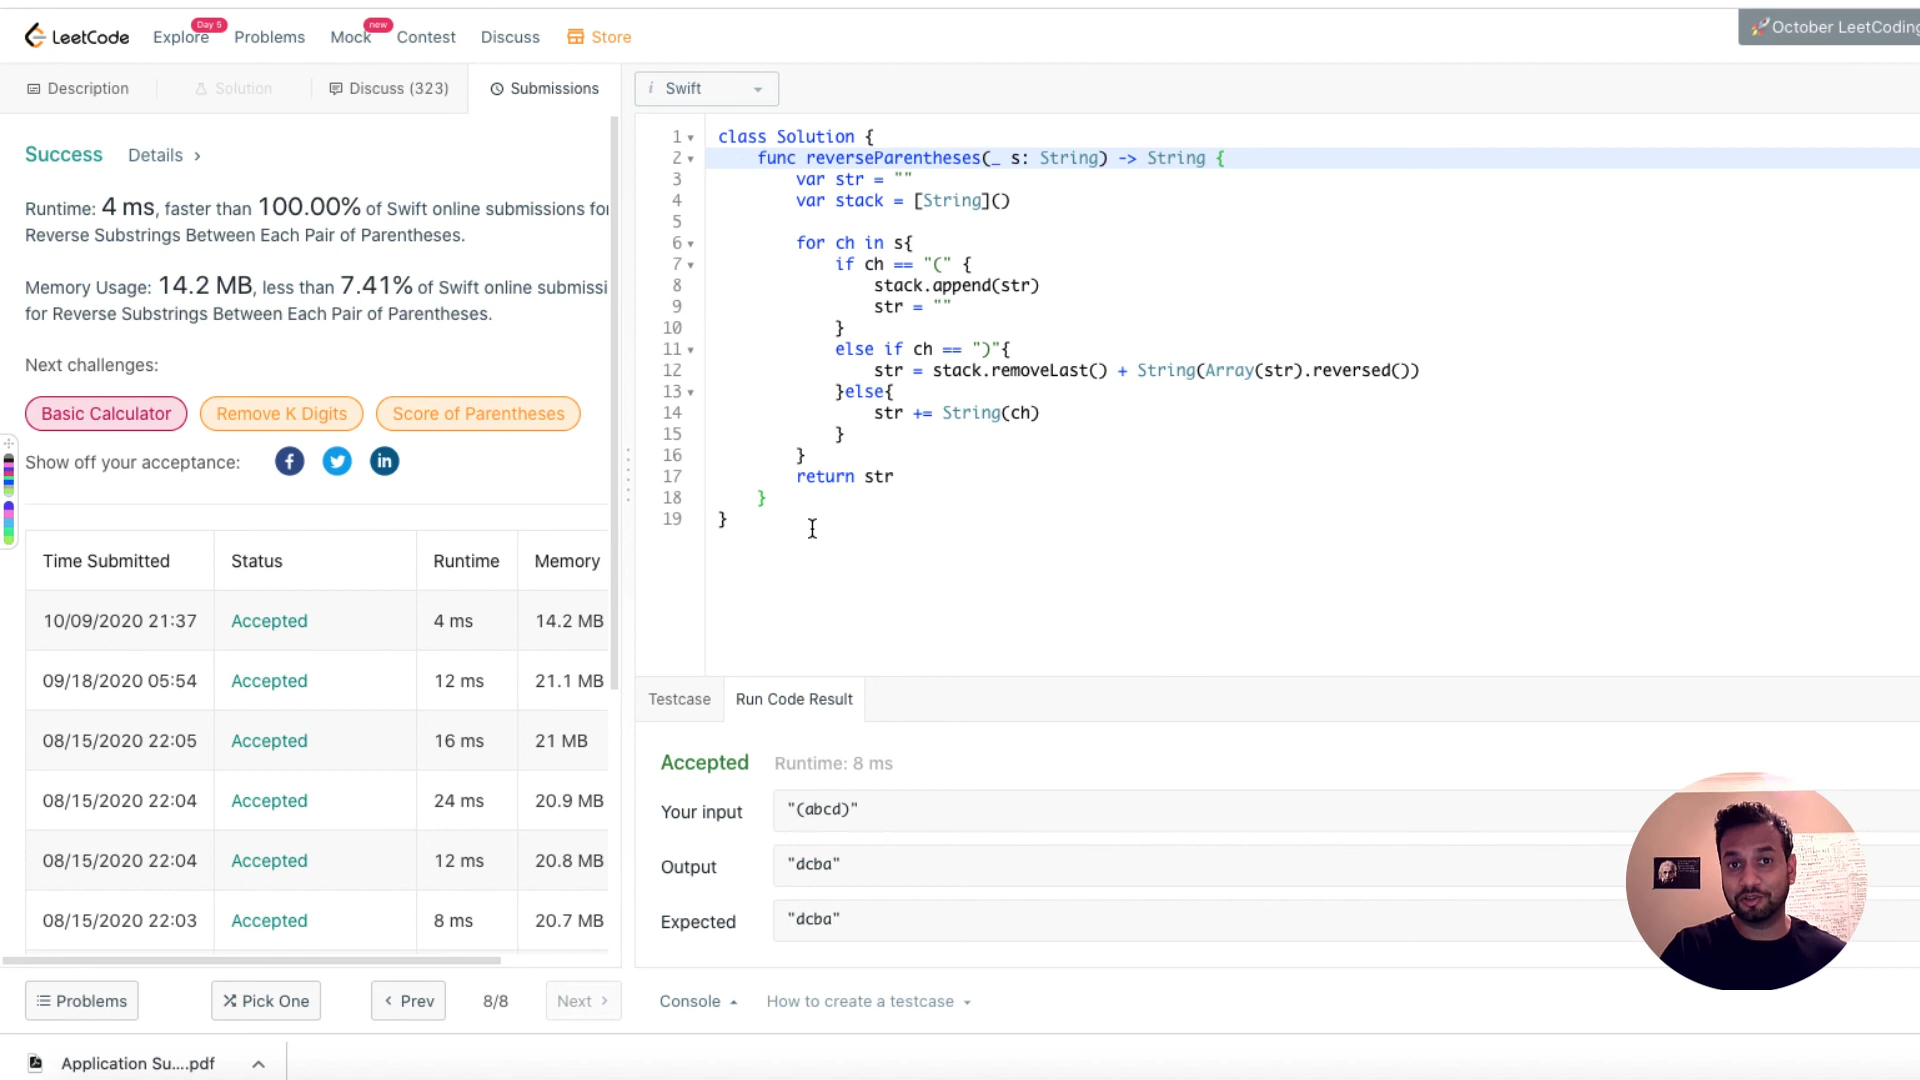 LeetCode
Explore
Day 5
Problems
Mock
new
Contest
Discuss
Store
🚀October LeetCoding
Description
Solution
Discuss (323)
Submissions
i Swift
Success
Details >
Runtime: 4 ms, faster than 100.00% of Swift online submissions for
Reverse Substrings Between Each Pair of Parentheses.
Memory Usage: 14.2 MB, less than 7.41% of Swift online submissi
for Reverse Substrings Between Each Pair of Parentheses.
Next challenges:
Basic Calculator
Remove K Digits
Score of Parentheses
Show off your acceptance:
f
in
Time Submitted Status Runtime Memory
10/09/2020 21:37 Accepted 4 ms 14.2 MB
09/18/2020 05:54 Accepted 12 ms 21.1 MB
08/15/2020 22:05 Accepted 16 ms 21 MB
08/15/2020 22:04 Accepted 24 ms 20.9 MB
08/15/2020 22:04 Accepted 12 ms 20.8 MB
08/15/2020 22:03 Accepted 8 ms 20.7 MB
1 class Solution {
2     func reverseParentheses(_ s: String) -> String {
3         var str = ""
4         var stack = [String]()
5
6         for ch in s{
7             if ch == "(" {
8                 stack.append(str)
9                 str = ""
10             }
11             else if ch == ")"{
12                 str = stack.removeLast() + String(Array(str).reversed())
13             }else{
14                 str += String(ch)
15             }
16         }
17         return str
18     }
19 }
Testcase
Run Code Result
Accepted
Runtime: 8 ms
Your input
"(abcd)"
Output
"dcba"
Expected
"dcba"
Problems
Pick One
< Prev
8/8
Next >
Console
How to create a testcase
Application Su....pdf